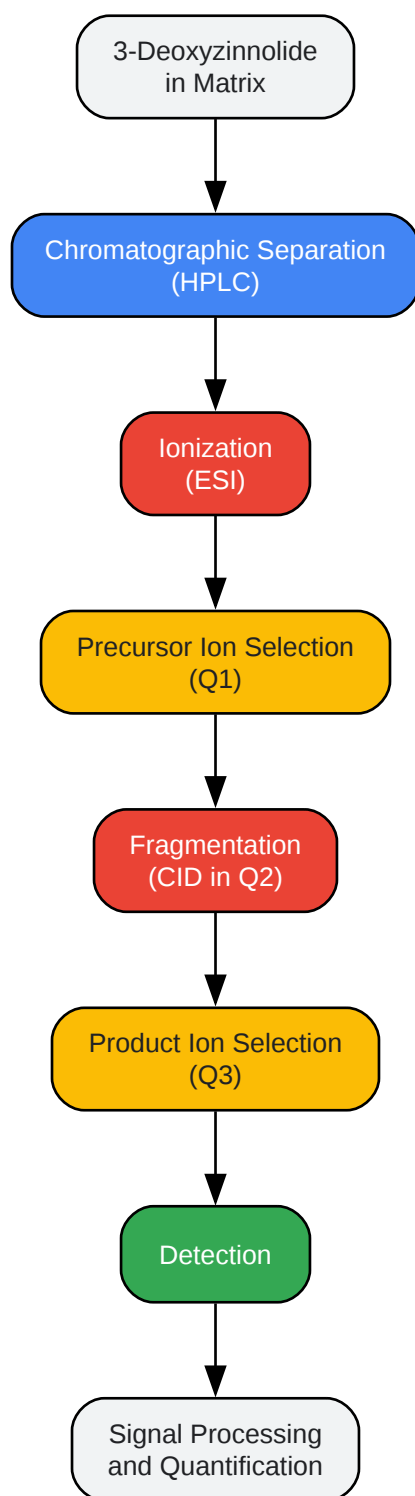 3-Deoxyzinnolide
in Matrix
Chromatographic Separation
(HPLC)
Ionization
(ESI)
Precursor Ion Selection
(Q1)
Fragmentation
(CID in Q2)
Product Ion Selection
(Q3)
Detection
Signal Processing
and Quantification